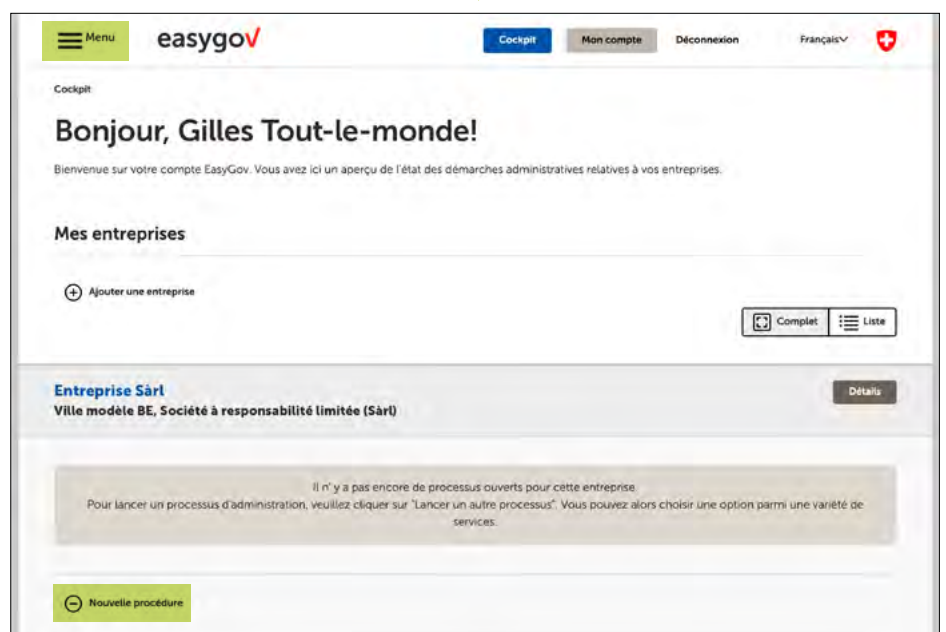 Menu easygov Cockpit Mon compte Déconnexion Français
Cockpit
Bonjour, Gilles Tout-le-monde!
Bienvenue sur votre compte EasyGov. Vous avez ici un aperçu de l'état des démarches administratives relatives à vos entreprises.
Mes entreprises
Ajouter une entreprise
Complet Liste
Entreprise Sàrl Détails
Ville modèle BE, Société à responsabilité limitée (Sàrl)
Il n' y a pas encore de processus ouverts pour cette entreprise
Pour lancer un processus d'administration, veuillez cliquer sur "Lancer un autre processus". Vous pouvez alors choisir une option parmi une variété de
services.
Nouvelle procédure